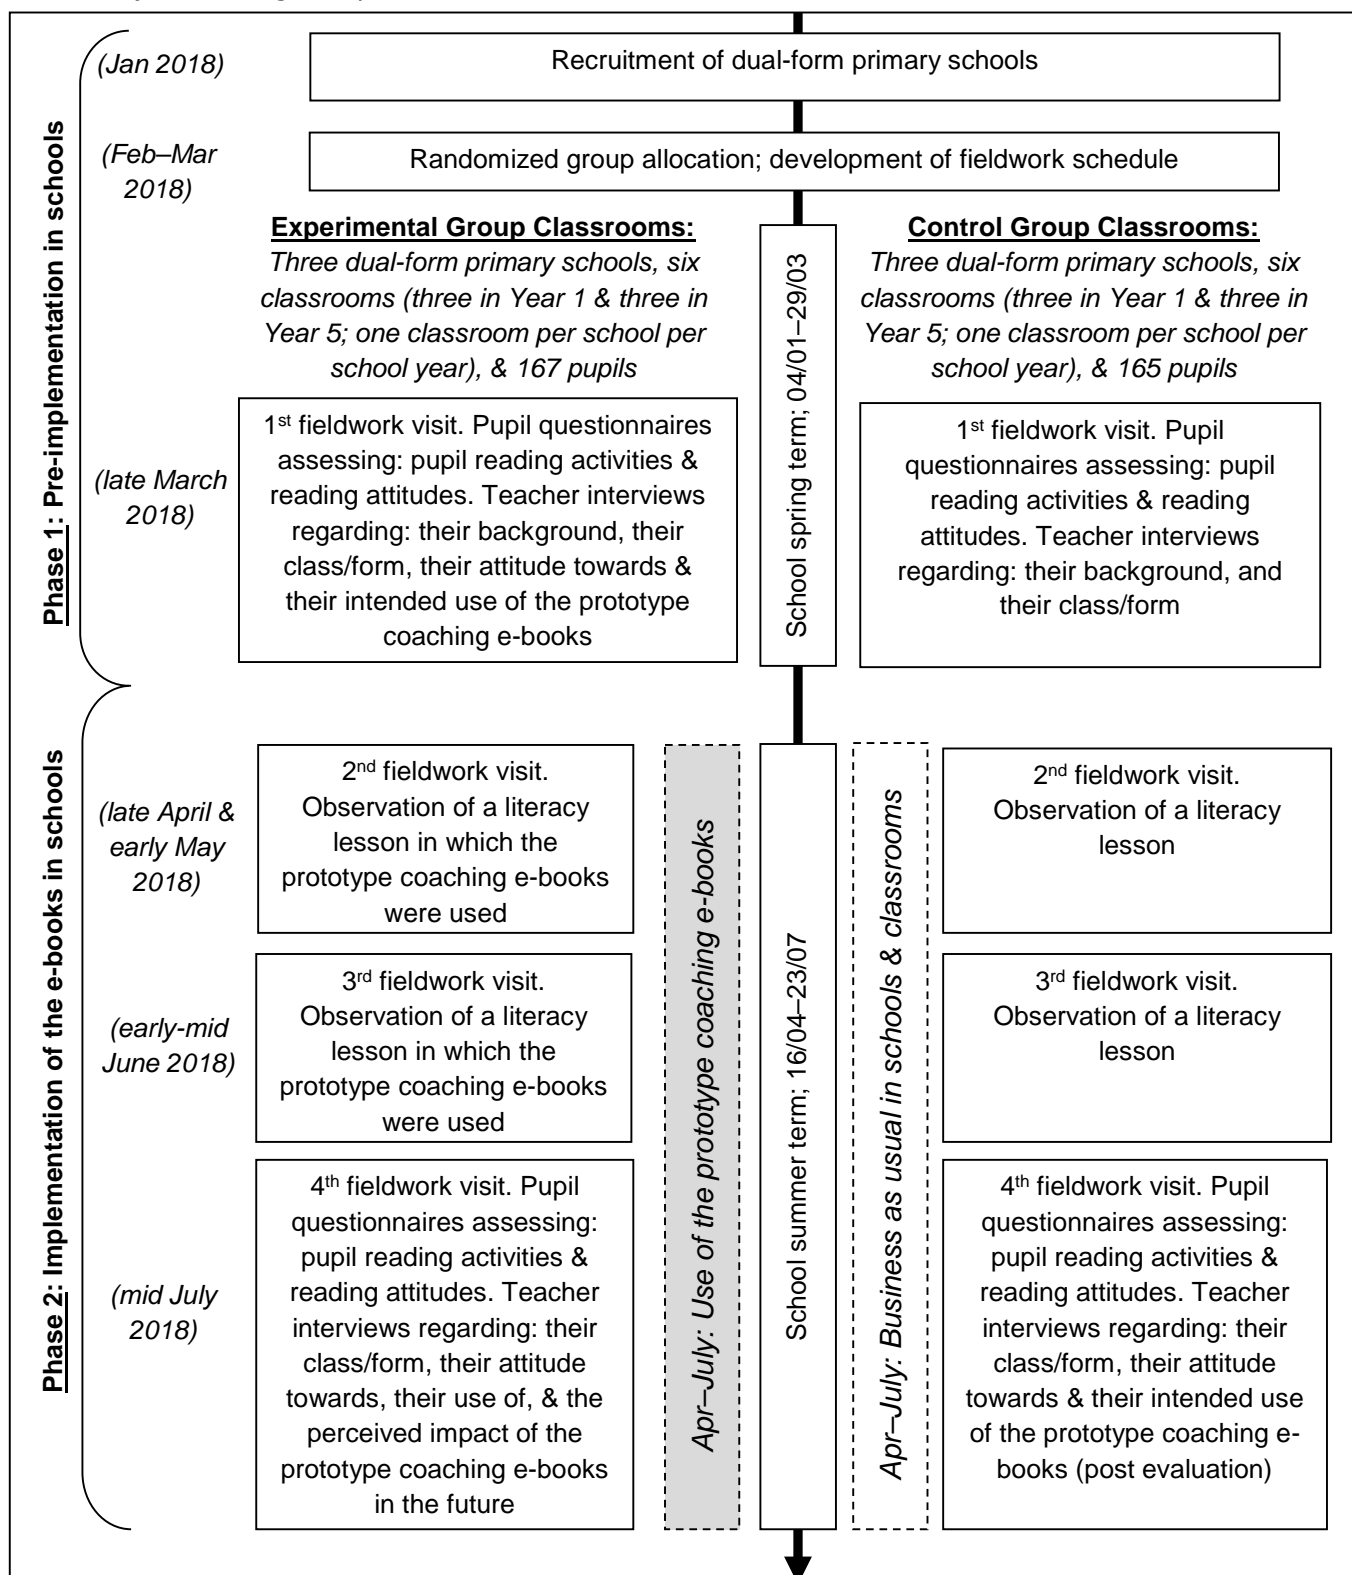 Phase 1: Pre-implementation in schools
(Jan 2018)
Recruitment of dual-form primary schools
(Feb–Mar
2018)
Randomized group allocation; development of fieldwork schedule
Experimental Group Classrooms:
Three dual-form primary schools, six
classrooms (three in Year 1 & three in
Year 5; one classroom per school per
school year), & 167 pupils
School spring term; 04/01–29/03
Control Group Classrooms:
Three dual-form primary schools, six
classrooms (three in Year 1 & three in
Year 5; one classroom per school per
school year), & 165 pupils
(late March
2018)
1st fieldwork visit. Pupil questionnaires
assessing: pupil reading activities &
reading attitudes. Teacher interviews
regarding: their background, their
class/form, their attitude towards &
their intended use of the prototype
coaching e-books
1st fieldwork visit. Pupil
questionnaires assessing: pupil
reading activities & reading
attitudes. Teacher interviews
regarding: their background, and
their class/form
Phase 2: Implementation of the e-books in schools
(late April &
early May
2018)
2nd fieldwork visit.
Observation of a literacy
lesson in which the
prototype coaching e-books
were used
Apr–July: Use of the prototype coaching e-books
School summer term; 16/04–23/07
Apr–July: Business as usual in schools & classrooms
2nd fieldwork visit.
Observation of a literacy
lesson
(early-mid
June 2018)
3rd fieldwork visit.
Observation of a literacy
lesson in which the
prototype coaching e-books
were used
3rd fieldwork visit.
Observation of a literacy
lesson
(mid July
2018)
4th fieldwork visit. Pupil
questionnaires assessing:
pupil reading activities &
reading attitudes. Teacher
interviews regarding: their
class/form, their attitude
towards, their use of, & the
perceived impact of the
prototype coaching e-books
in the future
4th fieldwork visit. Pupil
questionnaires assessing:
pupil reading activities &
reading attitudes. Teacher
interviews regarding: their
class/form, their attitude
towards & their intended use
of the prototype coaching e-
books (post evaluation)